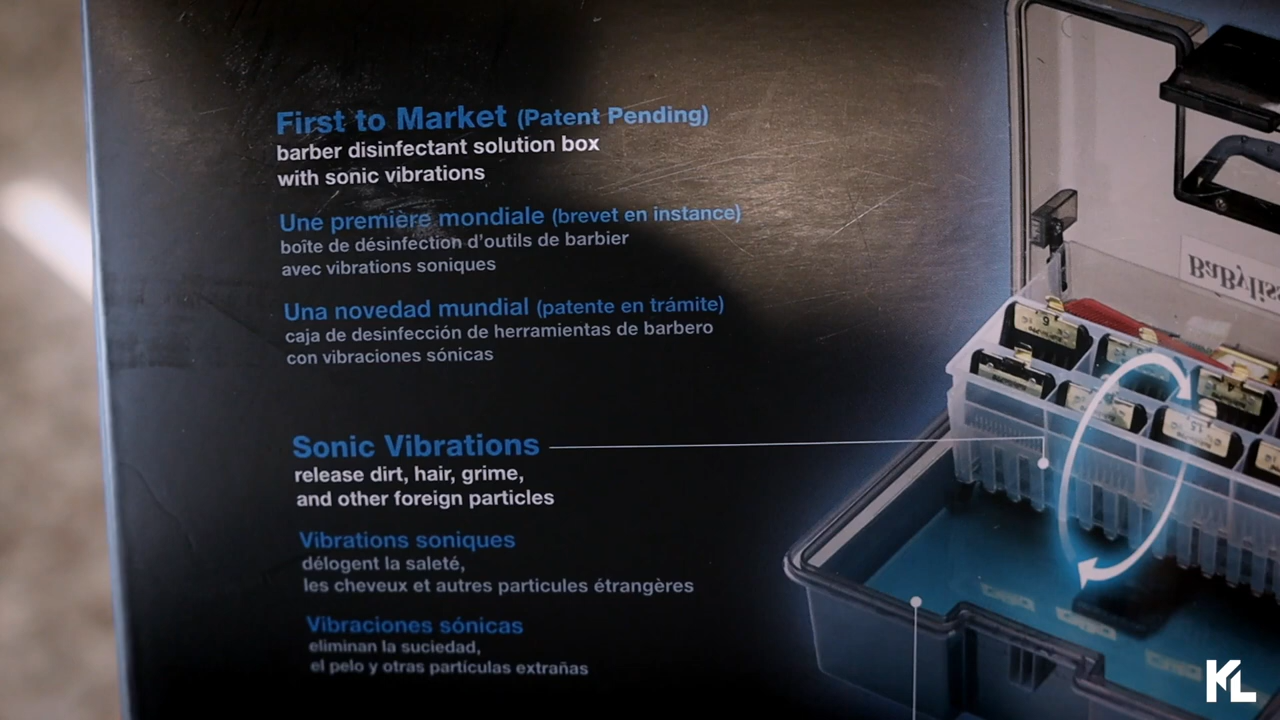 First to Market (Patent Pending)
barber disinfectant solution box
with sonic vibrations
Une première mondiale (brevet en instance)
boîte de désinfection d'outils de barbier
avec vibrations soniques
Una novedad mundial (patente en trámite)
caja de desinfección de herramientas de barbero
con vibraciones sónicas
Sonic Vibrations
release dirt, hair, grime,
and other foreign particles
Vibrations soniques
délogent la saleté,
les cheveux et autres particules étrangères
Vibraciones sónicas
eliminan la suciedad,
el pelo y otras partículas extrañas
BaByliss
KL